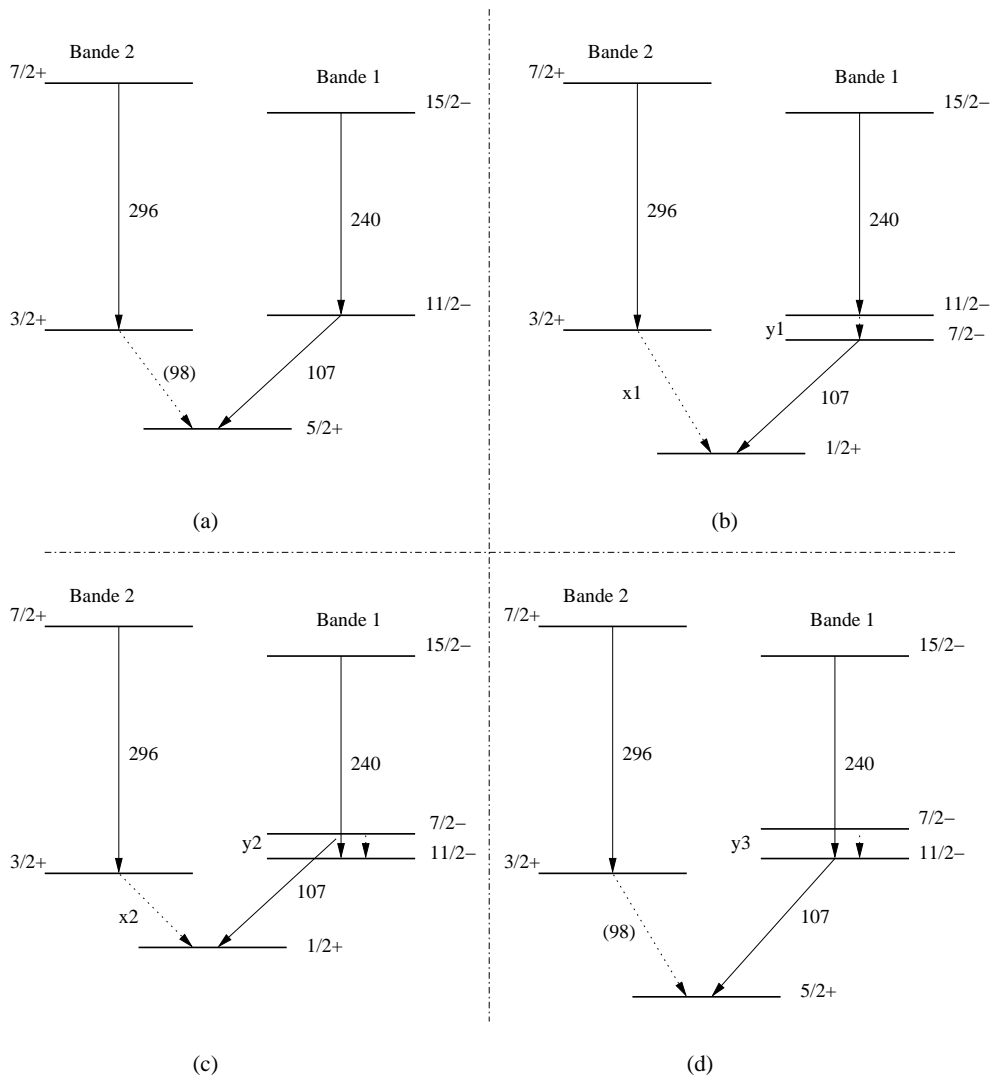 Bande 2
7/2+
Bande 1
15/2−
296
240
11/2−
3/2+
(98)
107
5/2+
(a)
Bande 2
7/2+
Bande 1
15/2−
296
240
11/2−
3/2+
y1
7/2−
x1
107
1/2+
(b)
Bande 2
7/2+
Bande 1
15/2−
296
240
7/2−
y2
11/2−
3/2+
107
x2
1/2+
(c)
Bande 2
7/2+
Bande 1
15/2−
296
240
7/2−
y3
11/2−
3/2+
107
(98)
5/2+
(d)